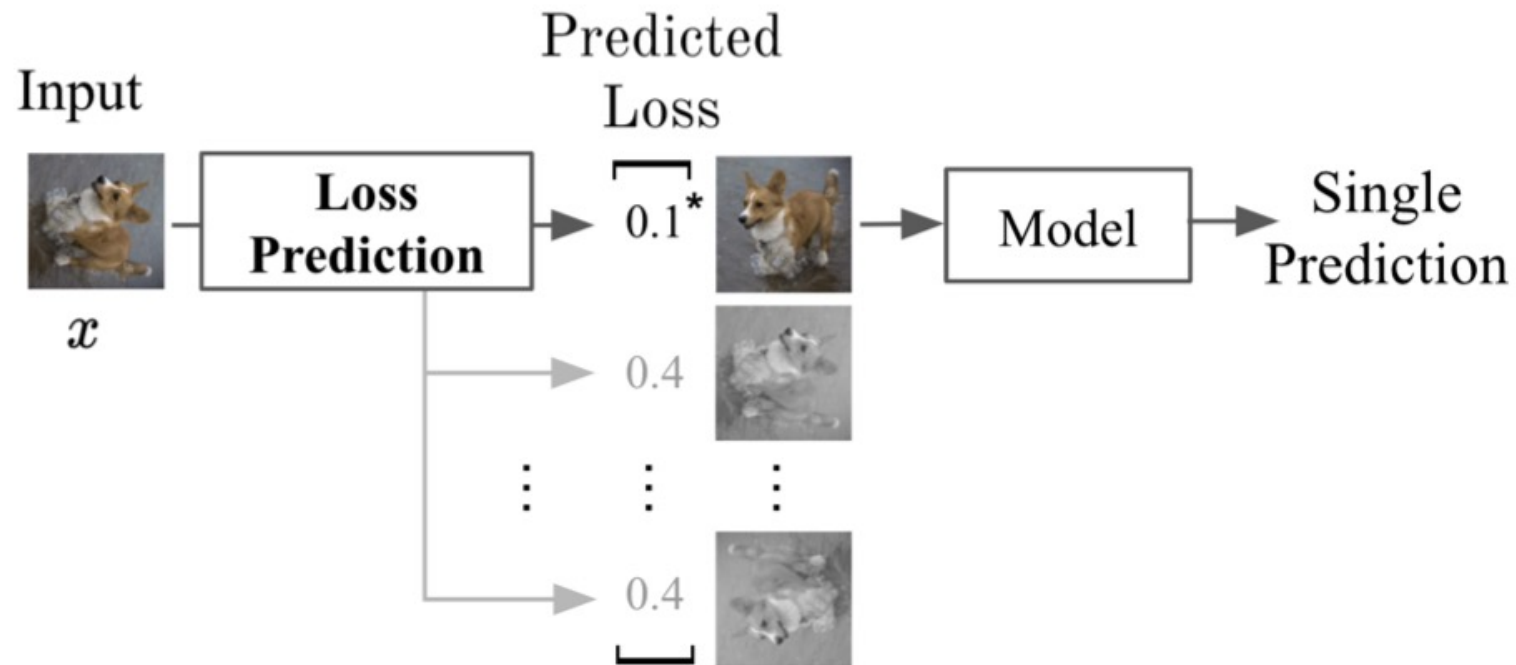 Input
x
Loss
Prediction
Predicted
Loss
0.1*
0.4
⋮ ⋮ ⋮
0.4
Model
Single
Prediction